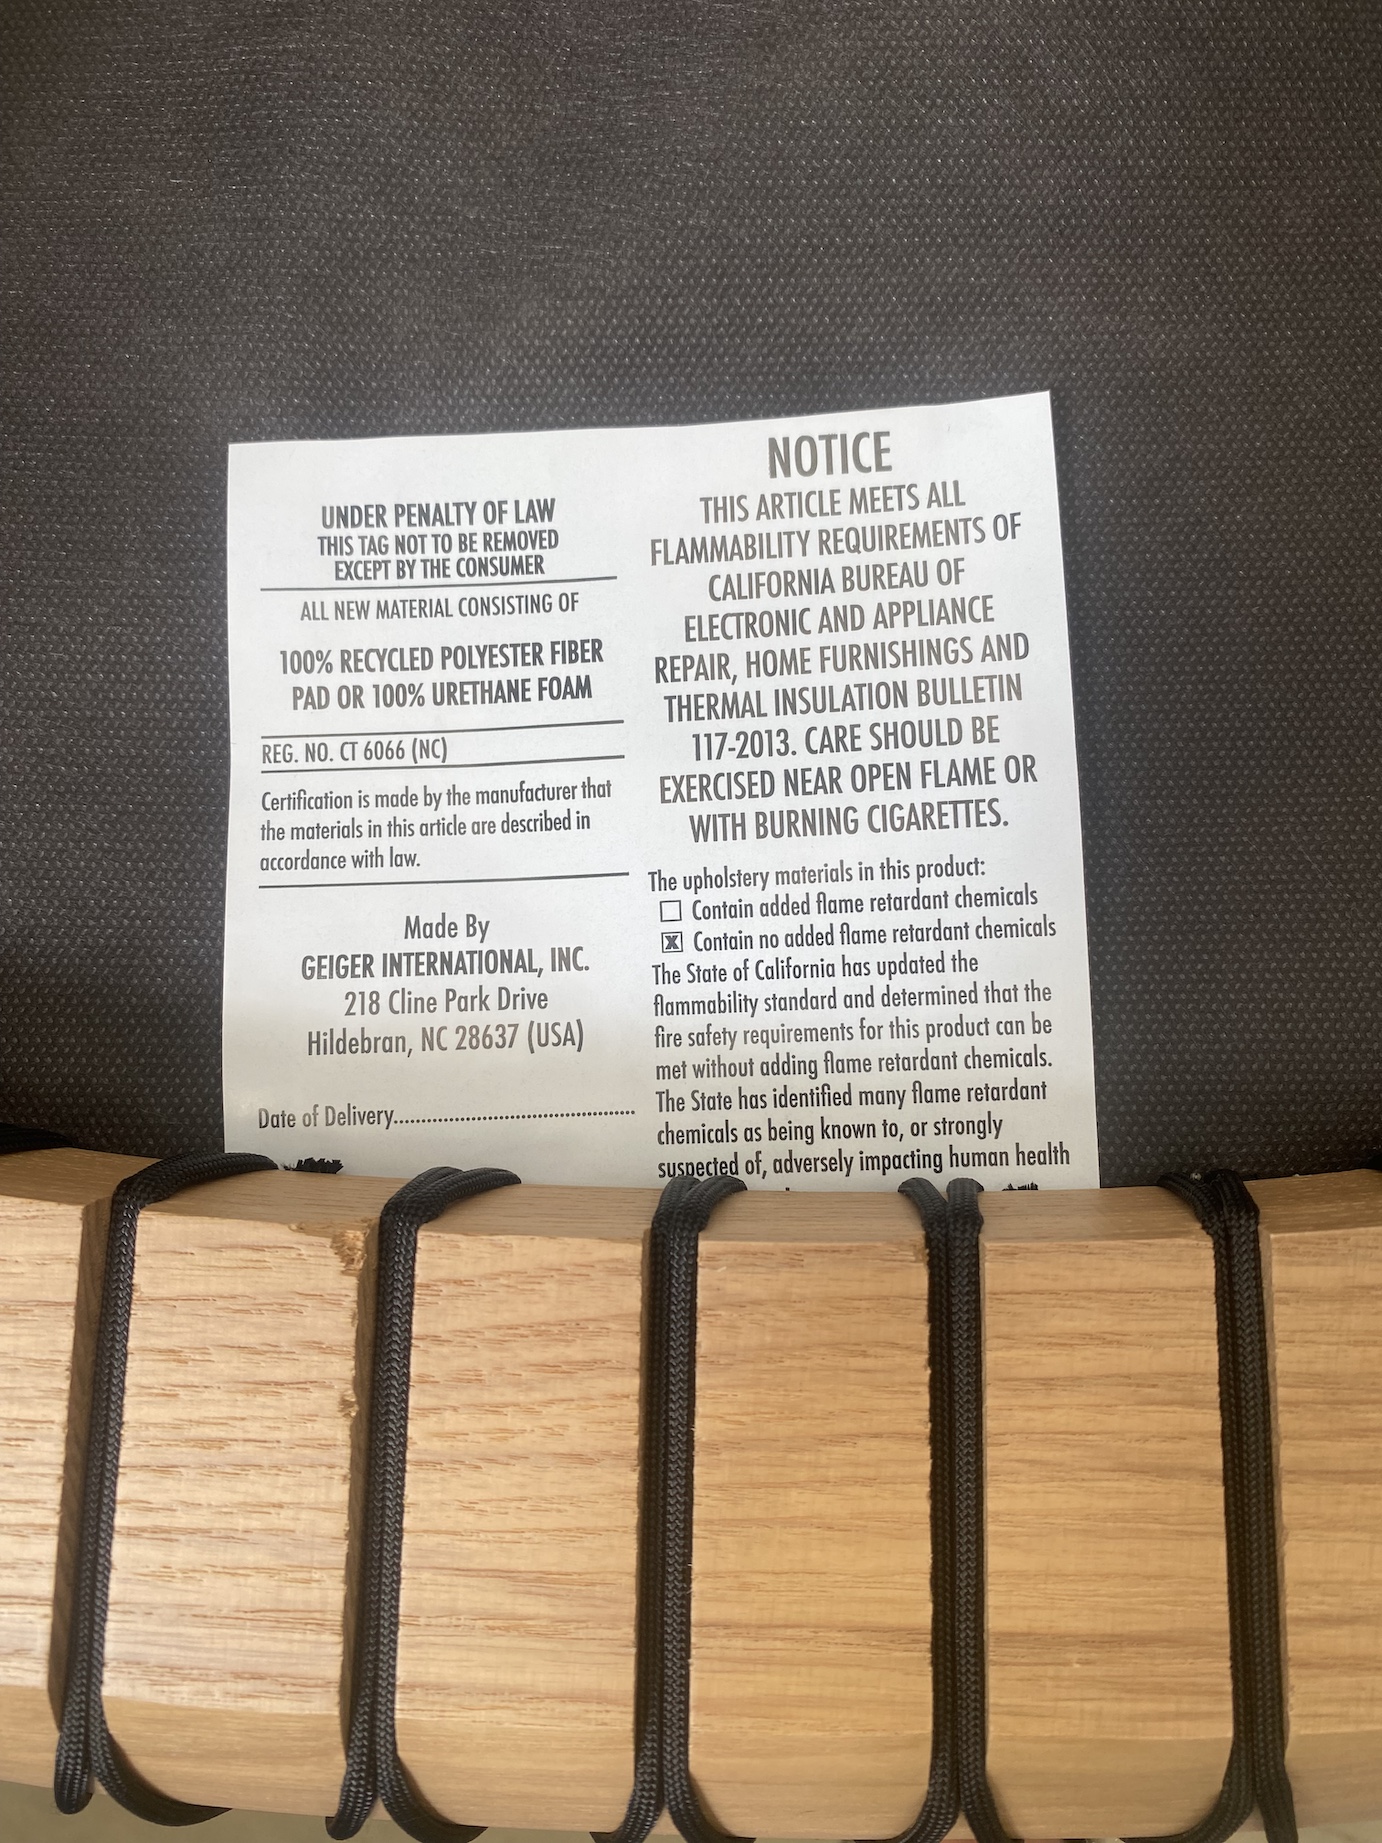 UNDER PENALTY OF LAW
THIS TAG NOT TO BE REMOVED
EXCEPT BY THE CONSUMER
ALL NEW MATERIAL CONSISTING OF
100% RECYCLED POLYESTER FIBER
PAD OR 100% URETHANE FOAM
REG. NO. CT 6066 (NC)
Certification is made by the manufacturer that
the materials in this article are described in
accordance with law.
Made By
GEIGER INTERNATIONAL, INC.
218 Cline Park Drive
Hildebran, NC 28637 (USA)
Date of Delivery...........................................
NOTICE
THIS ARTICLE MEETS ALL
FLAMMABILITY REQUIREMENTS OF
CALIFORNIA BUREAU OF
ELECTRONIC AND APPLIANCE
REPAIR, HOME FURNISHINGS AND
THERMAL INSULATION BULLETIN
117-2013. CARE SHOULD BE
EXERCISED NEAR OPEN FLAME OR
WITH BURNING CIGARETTES.
The upholstery materials in this product:
☐ Contain added flame retardant chemicals
☒ Contain no added flame retardant chemicals
The State of California has updated the
flammability standard and determined that the
fire safety requirements for this product can be
met without adding flame retardant chemicals.
The State has identified many flame retardant
chemicals as being known to, or strongly
suspected of, adversely impacting human health